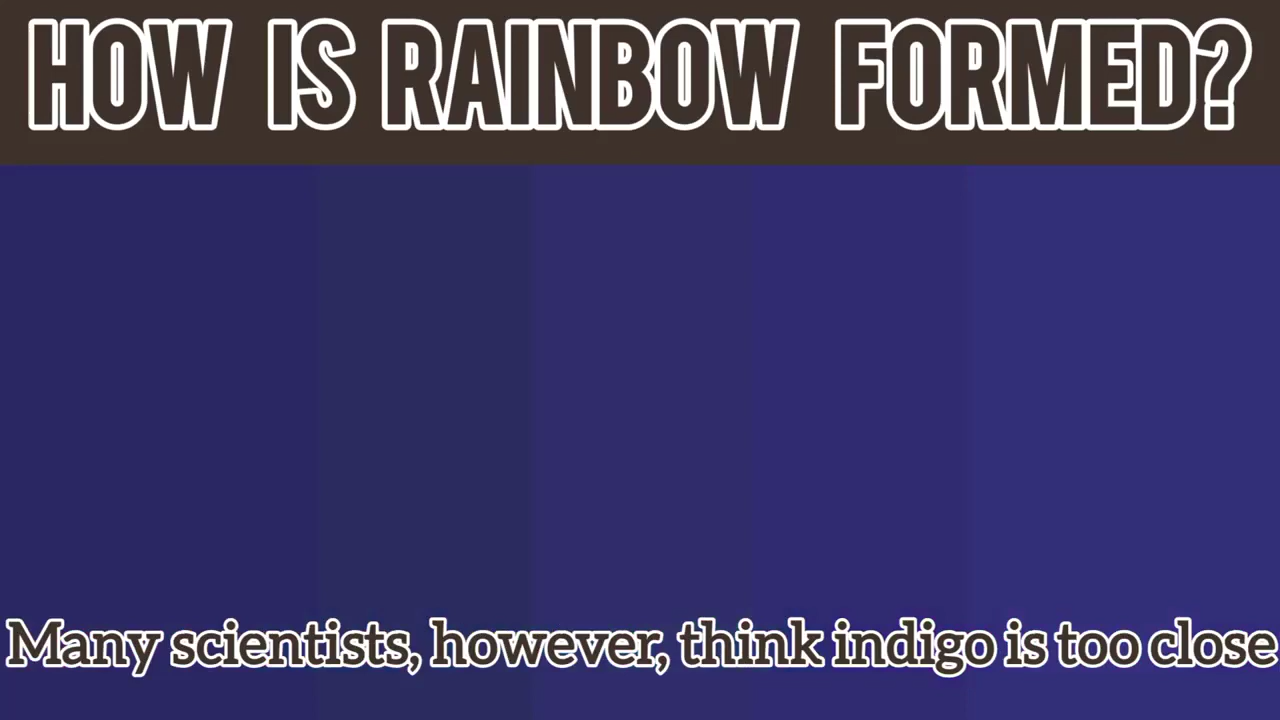 HOW IS RAINBOW FORMED?
Many scientists, however, think indigo is too close